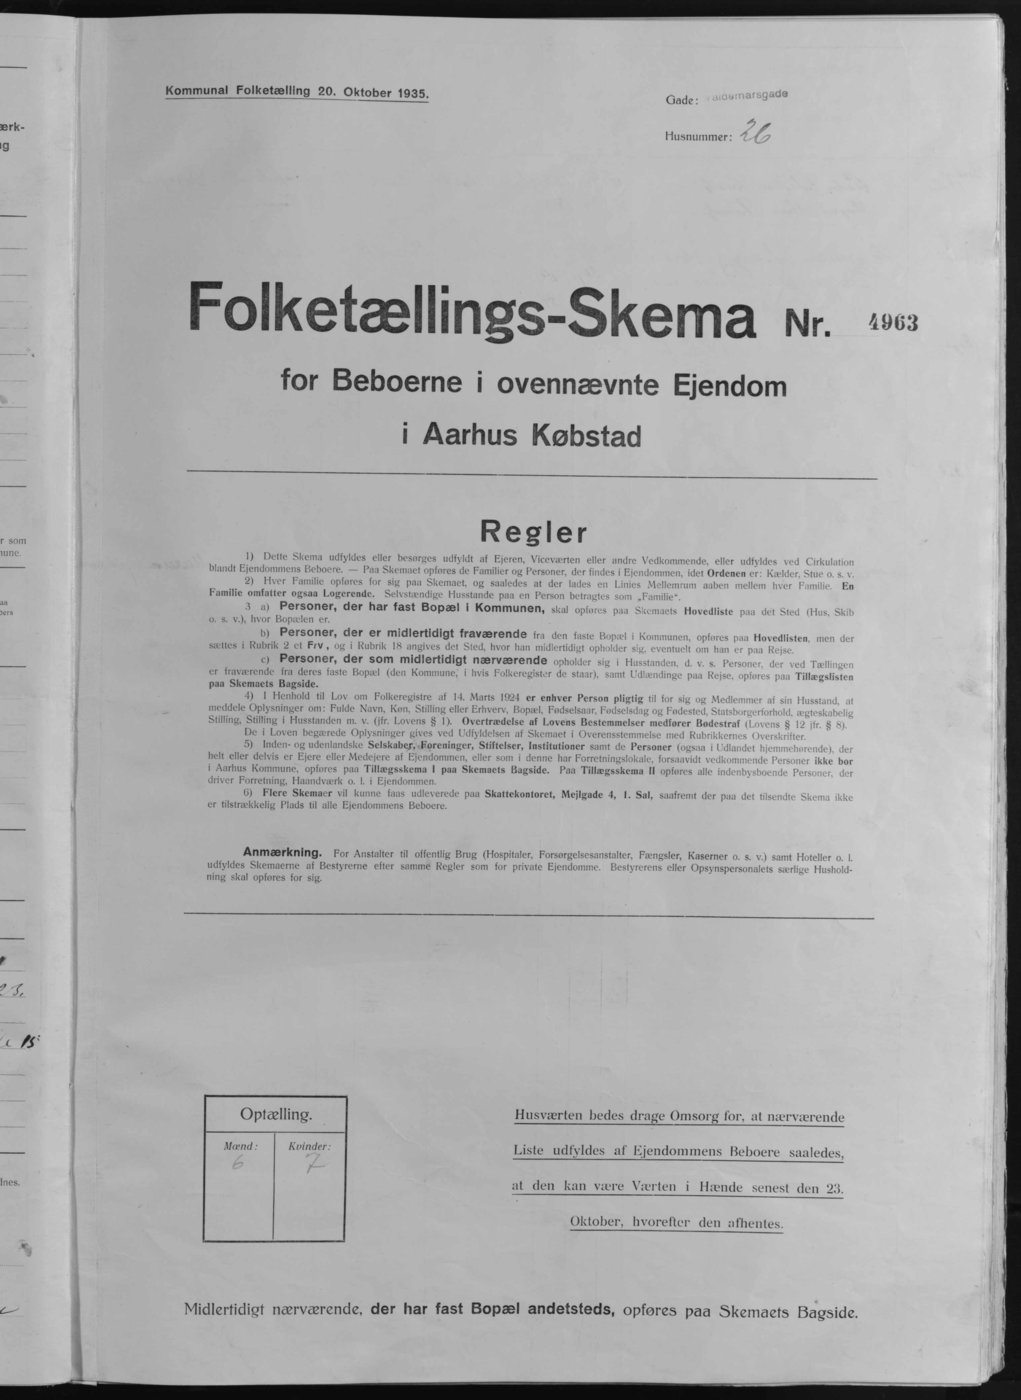 Kommunal Folketælling 20. Oktober 1935.
Gade: Valdemarsgade
Husnummer: 26
Folketællings-Skema Nr. 4963
for Beboerne i ovennævnte Ejendom
i Aarhus Købstad
Regler
1) Dette Skema udfyldes eller besørges udfyldt af Ejeren, Viceværten eller andre Vedkommende, eller udfyldes ved Cirkulation
blandt Ejendommens Beboere. — Paa Skemaet opføres de Familier og Personer, der findes i Ejendommen, idet Ordenen er: Kælder, Stue o. s. v.
2) Hver Familie opføres for sig paa Skemaet, og saaledes at der lades en Linies Mellemrum aaben mellem hver Familie. En
Familie omfatter ogsaa Logerende. Selvstændige Husstande paa en Person betragtes som „Familie".
3 a) Personer, der har fast Bopæl i Kommunen, skal opføres paa Skemaets Hovedliste paa det Sted (Hus, Skib
o. s. v.), hvor Bopælen er.
b) Personer, der er midlertidigt fraværende fra den faste Bopæl i Kommunen, opføres paa Hovedlisten, men der
sættes i Rubrik 2 et Frv, og i Rubrik 18 angives det Sted, hvor han midlertidigt opholder sig, eventuelt om han er paa Rejse.
c) Personer, der som midlertidigt nærværende opholder sig i Husstanden, d. v. s. Personer, der ved Tællingen
er fraværende fra deres faste Bopæl (den Kommune, i hvis Folkeregister de staar), samt Udlændinge paa Rejse, opføres paa Tillægslisten
paa Skemaets Bagside.
4) I Henhold til Lov om Folkeregistre af 14. Marts 1924 er enhver Person pligtig til for sig og Medlemmer af sin Husstand, at
meddele Oplysninger om: Fulde Navn, Køn, Stilling eller Erhverv, Bopæl, Fødselsaar, Fødselsdag og Fødested, Statsborgerforhold, ægteskabelig
Stilling, Stilling i Husstanden m. v. (jfr. Lovens § 1). Overtrædelse af Lovens Bestemmelser medfører Bødestraf (Lovens § 12 jfr. § 8).
De i Loven begærede Oplysninger gives ved Udfyldelsen af Skemaet i Overensstemmelse med Rubrikkernes Overskrifter.
5) Inden- og udenlandske Selskaber, Foreninger, Stiftelser, Institutioner samt de Personer (ogsaa i Udlandet hjemmehørende), der
helt eller delvis er Ejere eller Medejere af Ejendommen, eller som i denne har Forretningslokale, forsaavidt vedkommende Personer ikke bor
i Aarhus Kommune, opføres paa Tillægsskema I paa Skemaets Bagside. Paa Tillægsskema II opføres alle indenbysboende Personer, der
driver Forretning, Haandværk o. l. i Ejendommen.
6) Flere Skemaer vil kunne faas udleverede paa Skattekontoret, Mejlgade 4, 1. Sal, saafremt der paa det tilsendte Skema ikke
er tilstrækkelig Plads til alle Ejendommens Beboere.
Anmærkning. For Anstalter til offentlig Brug (Hospitaler, Forsørgelsesanstalter, Fængsler, Kaserner o. s. v.) samt Hoteller o. l.
udfyldes Skemaerne af Bestyrerne efter samme Regler som for private Ejendomme. Bestyrerens eller Opsynspersonalets særlige Hushold-
ning skal opføres for sig.
Optælling.
Mænd: Kvinder:
6 7
Husværten bedes drage Omsorg for, at nærværende
Liste udfyldes af Ejendommens Beboere saaledes,
at den kan være Værten i Hænde senest den 23.
Oktober, hvorefter den afhentes.
Midlertidigt nærværende, der har fast Bopæl andetsteds, opføres paa Skemaets Bagside.